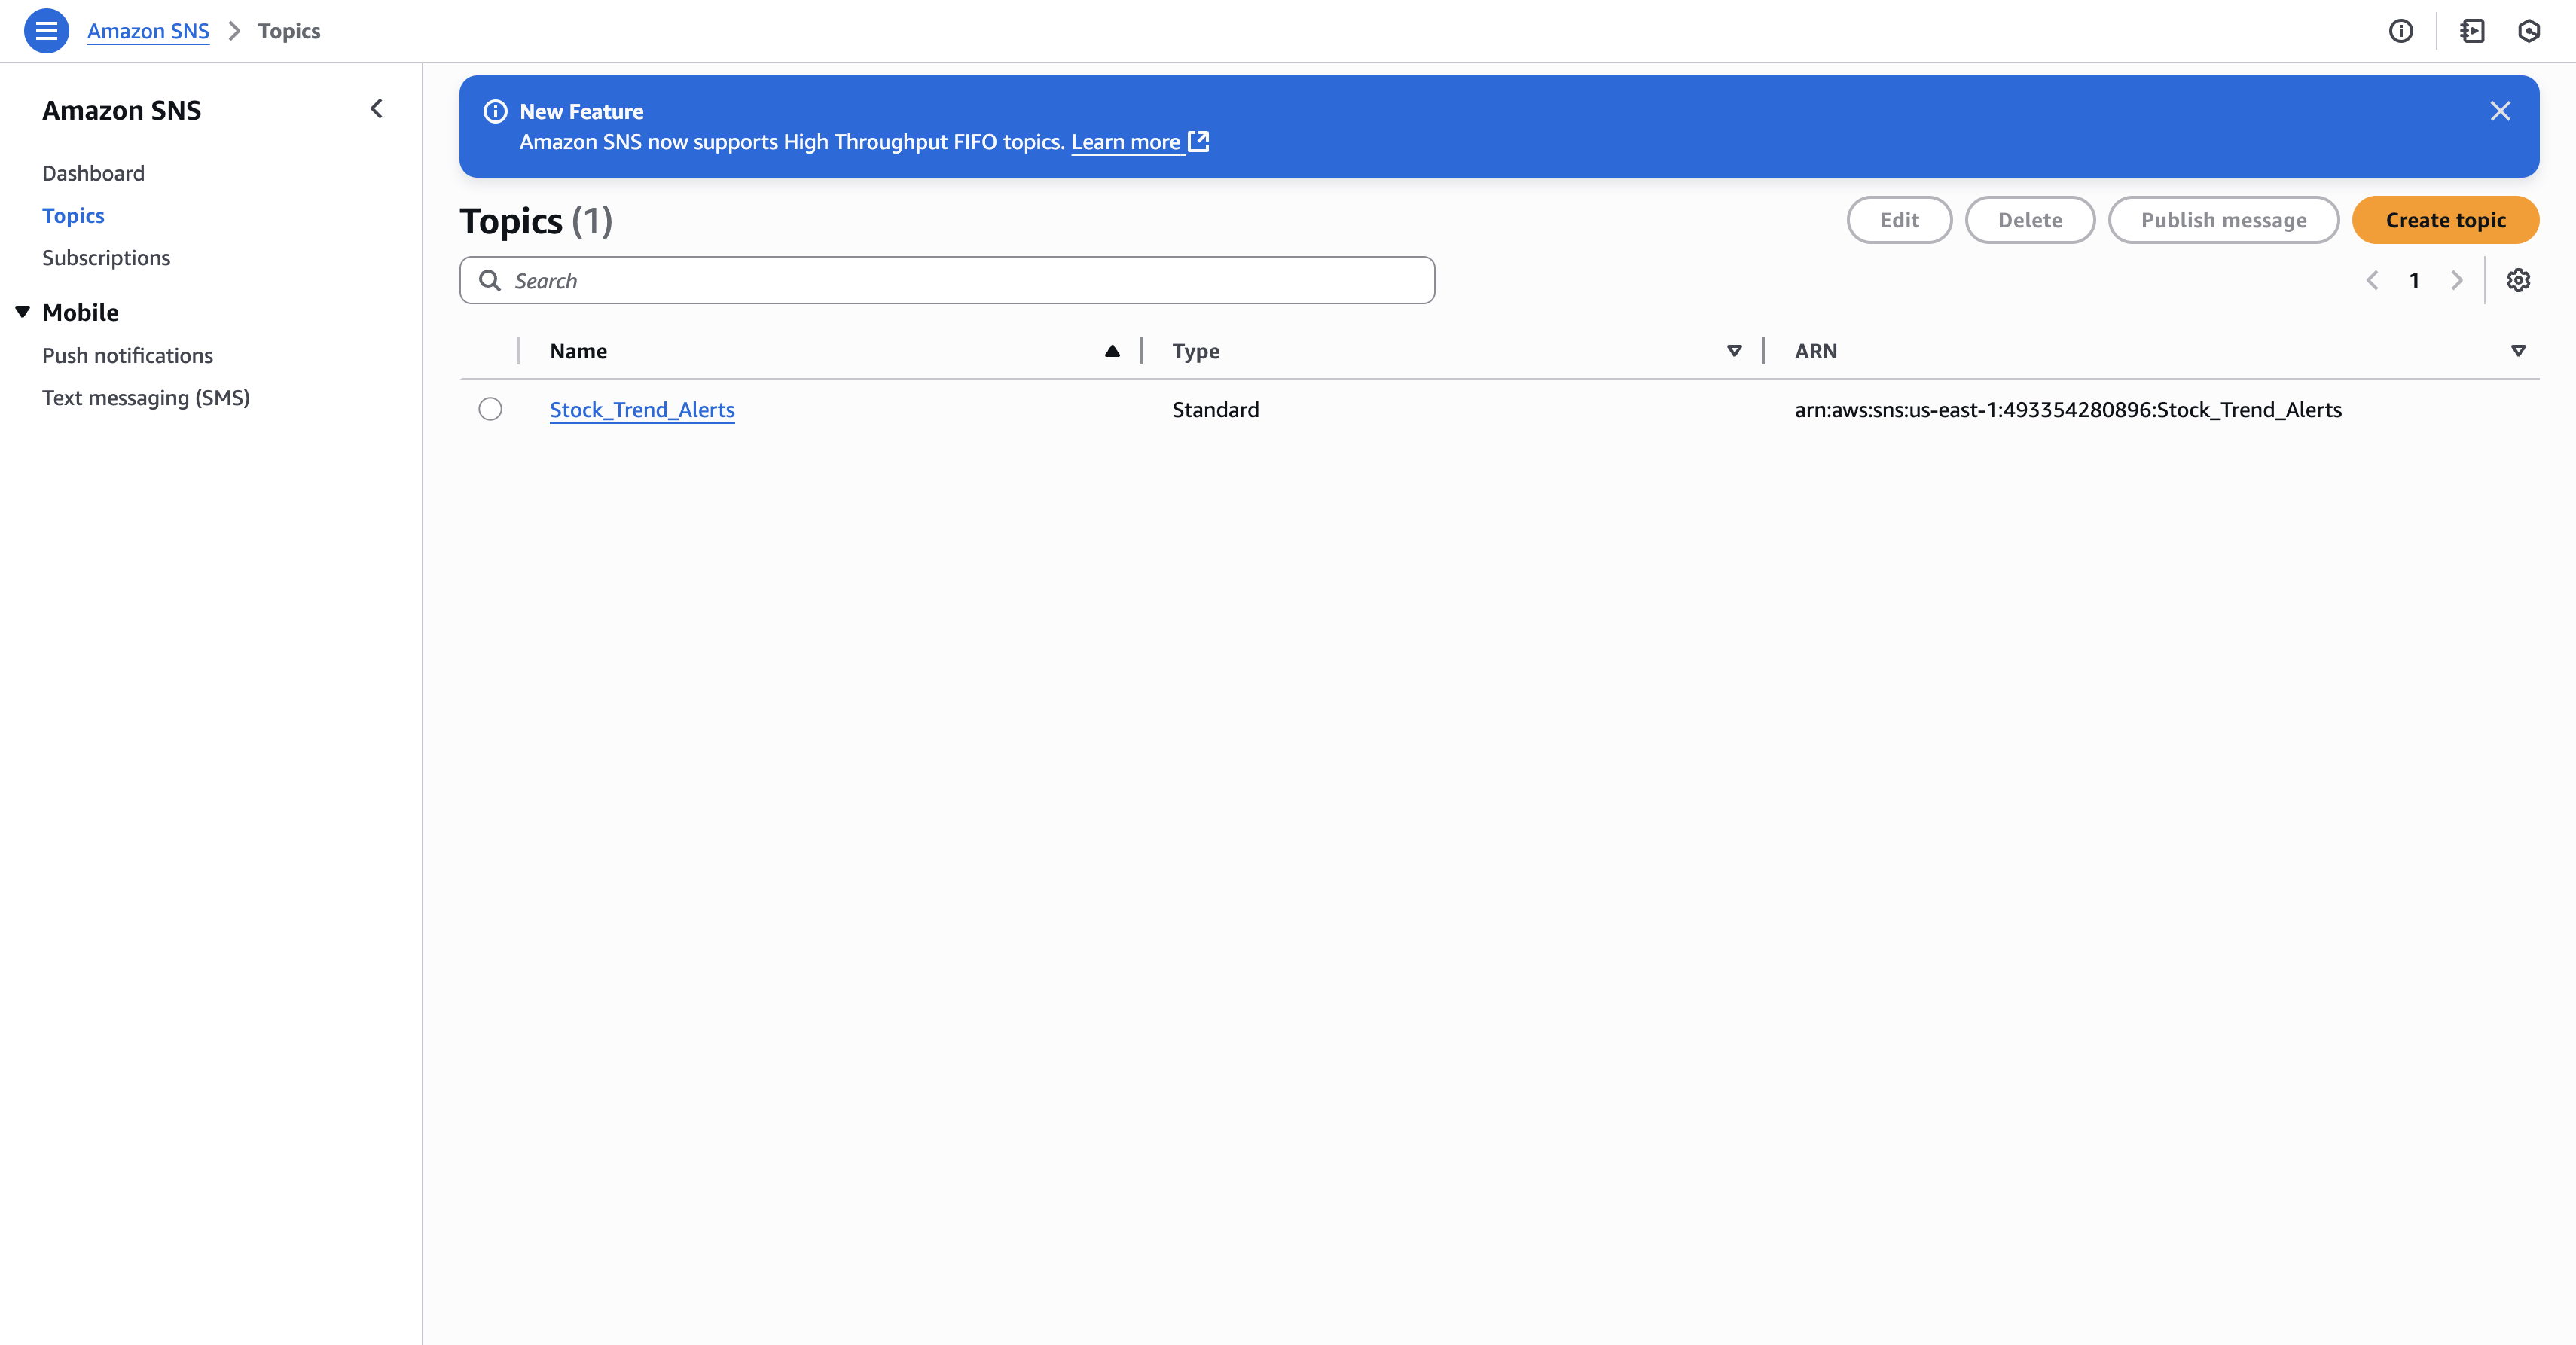 Amazon SNS > Topics
Amazon SNS
Dashboard
Topics
Subscriptions
Mobile
Push notifications
Text messaging (SMS)
New Feature
Amazon SNS now supports High Throughput FIFO topics. Learn more
Topics (1)
Edit
Delete
Publish message
Create topic
Search
1
Name
Type
ARN
Stock_Trend_Alerts
Standard
arn:aws:sns:us-east-1:493354280896:Stock_Trend_Alerts